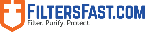 FILTERSFAST.COM
Filter. Purify. Protect.